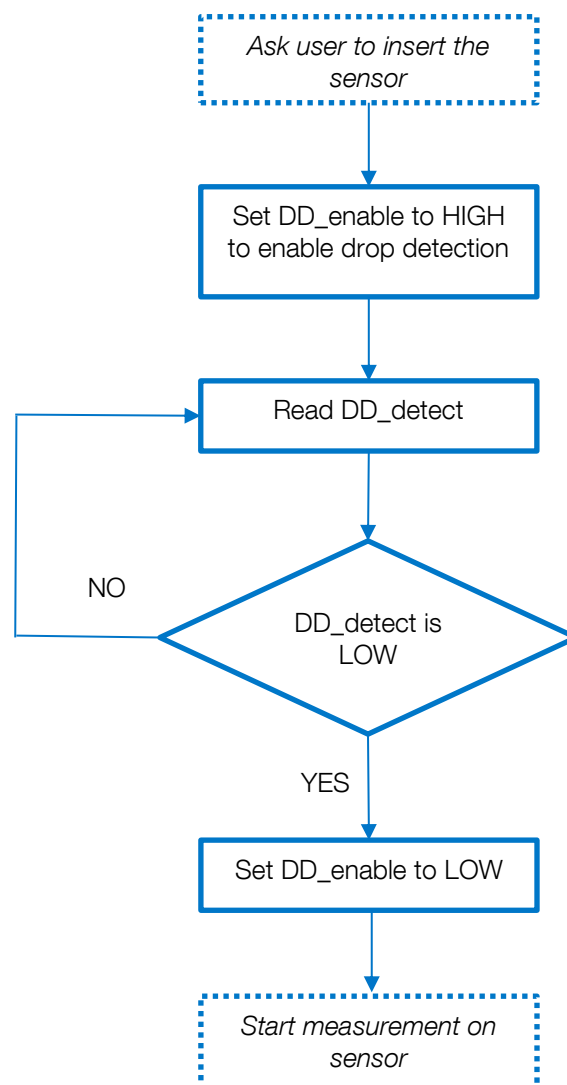 Ask user to insert the
sensor
Set DD_enable to HIGH
to enable drop detection
Read DD_detect
NO
DD_detect is
LOW
YES
Set DD_enable to LOW
Start measurement on
sensor